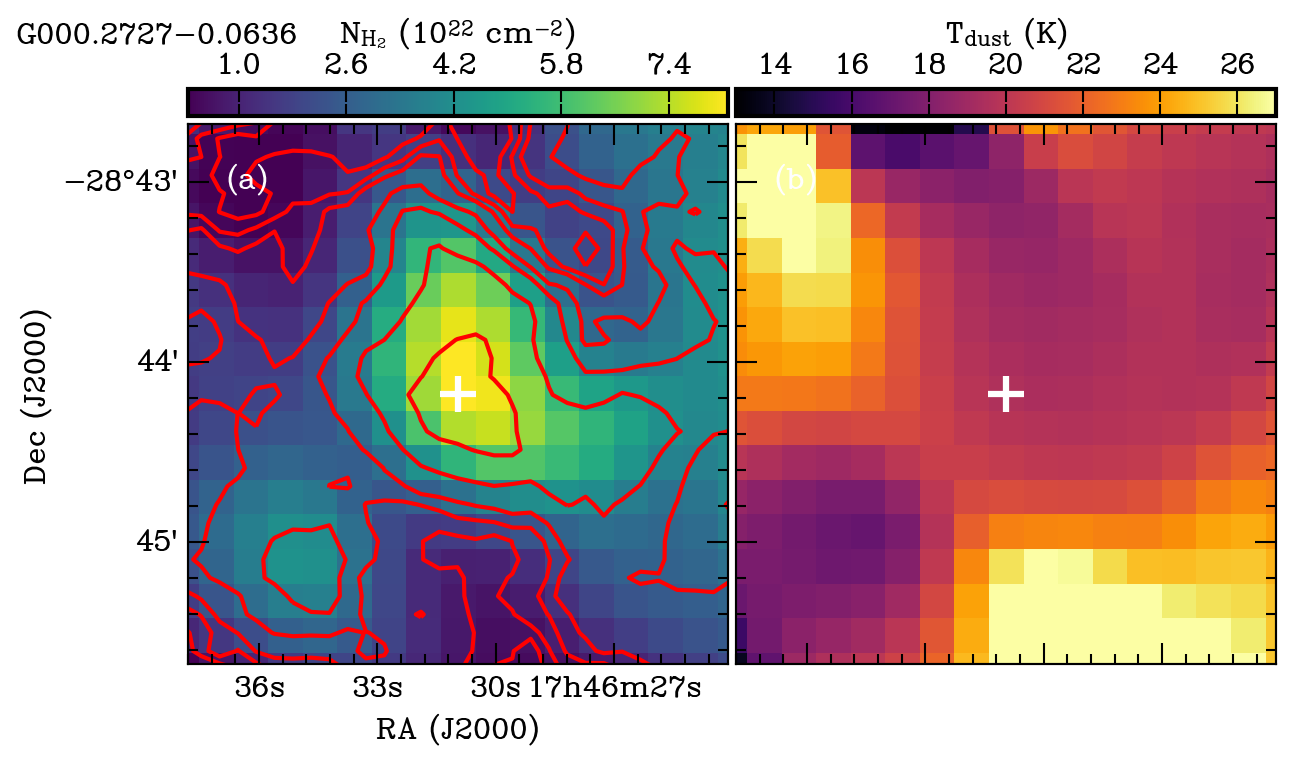 G000.2727−0.0636 N_H₂ (10²² cm⁻²) T_dust (K)
1.0 2.6 4.2 5.8 7.4 14 16 18 20 22 24 26
(a) (b)
−28°43'
44'
45'
Dec (J2000)
36s 33s 30s 17h46m27s
RA (J2000)